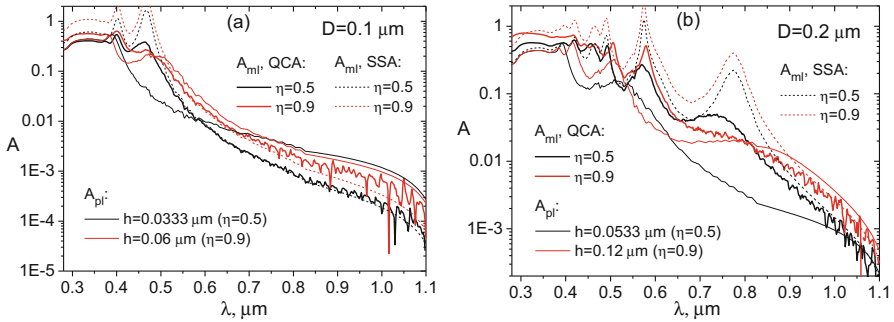 (a)
D=0.1 μm
A_ml, QCA: A_ml, SSA:
η=0.5 η=0.5
η=0.9 η=0.9
A_pl:
h=0.0333 μm (η=0.5)
h=0.06 μm (η=0.9)
A
1
0.1
0.01
1E-3
1E-4
1E-5
0.3 0.4 0.5 0.6 0.7 0.8 0.9 1.0 1.1
λ, μm
(b)
D=0.2 μm
A_ml, SSA:
η=0.5
η=0.9
A_ml, QCA:
η=0.5
η=0.9
A_pl:
h=0.0533 μm (η=0.5)
h=0.12 μm (η=0.9)
A
1
0.1
0.01
1E-3
0.3 0.4 0.5 0.6 0.7 0.8 0.9 1.0 1.1
λ, μm